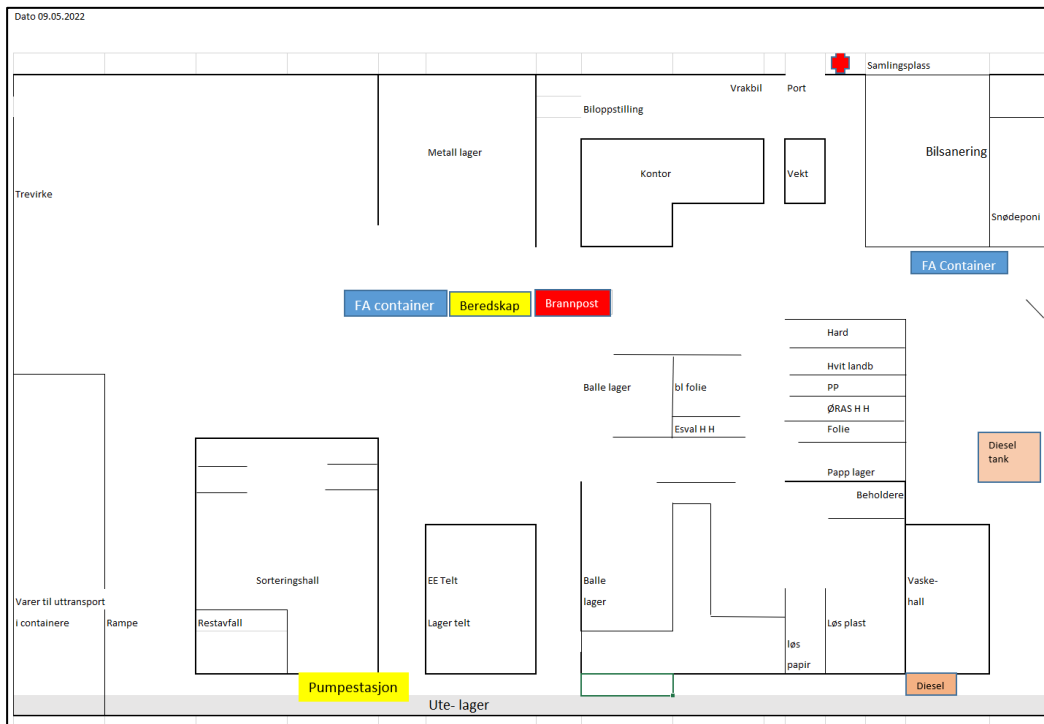 Dato 09.05.2022
Samlingsplass
Vrakbil
Port
Biloppstilling
Metall lager
Bilsanering
Kontor
Vekt
Trevirke
Snødeponi
FA Container
FA container
Beredskap
Brannpost
Hard
Hvit landb
Balle lager
bl folie
PP
ØRAS H H
Esval H H
Folie
Diesel
tank
Papp lager
Beholdere
Sorteringshall
EE Telt
Balle
lager
Vaske-
hall
Varer til uttransport
i containere
Rampe
Restavfall
Lager telt
Løs plast
løs
papir
Pumpestasjon
Diesel
Ute- lager